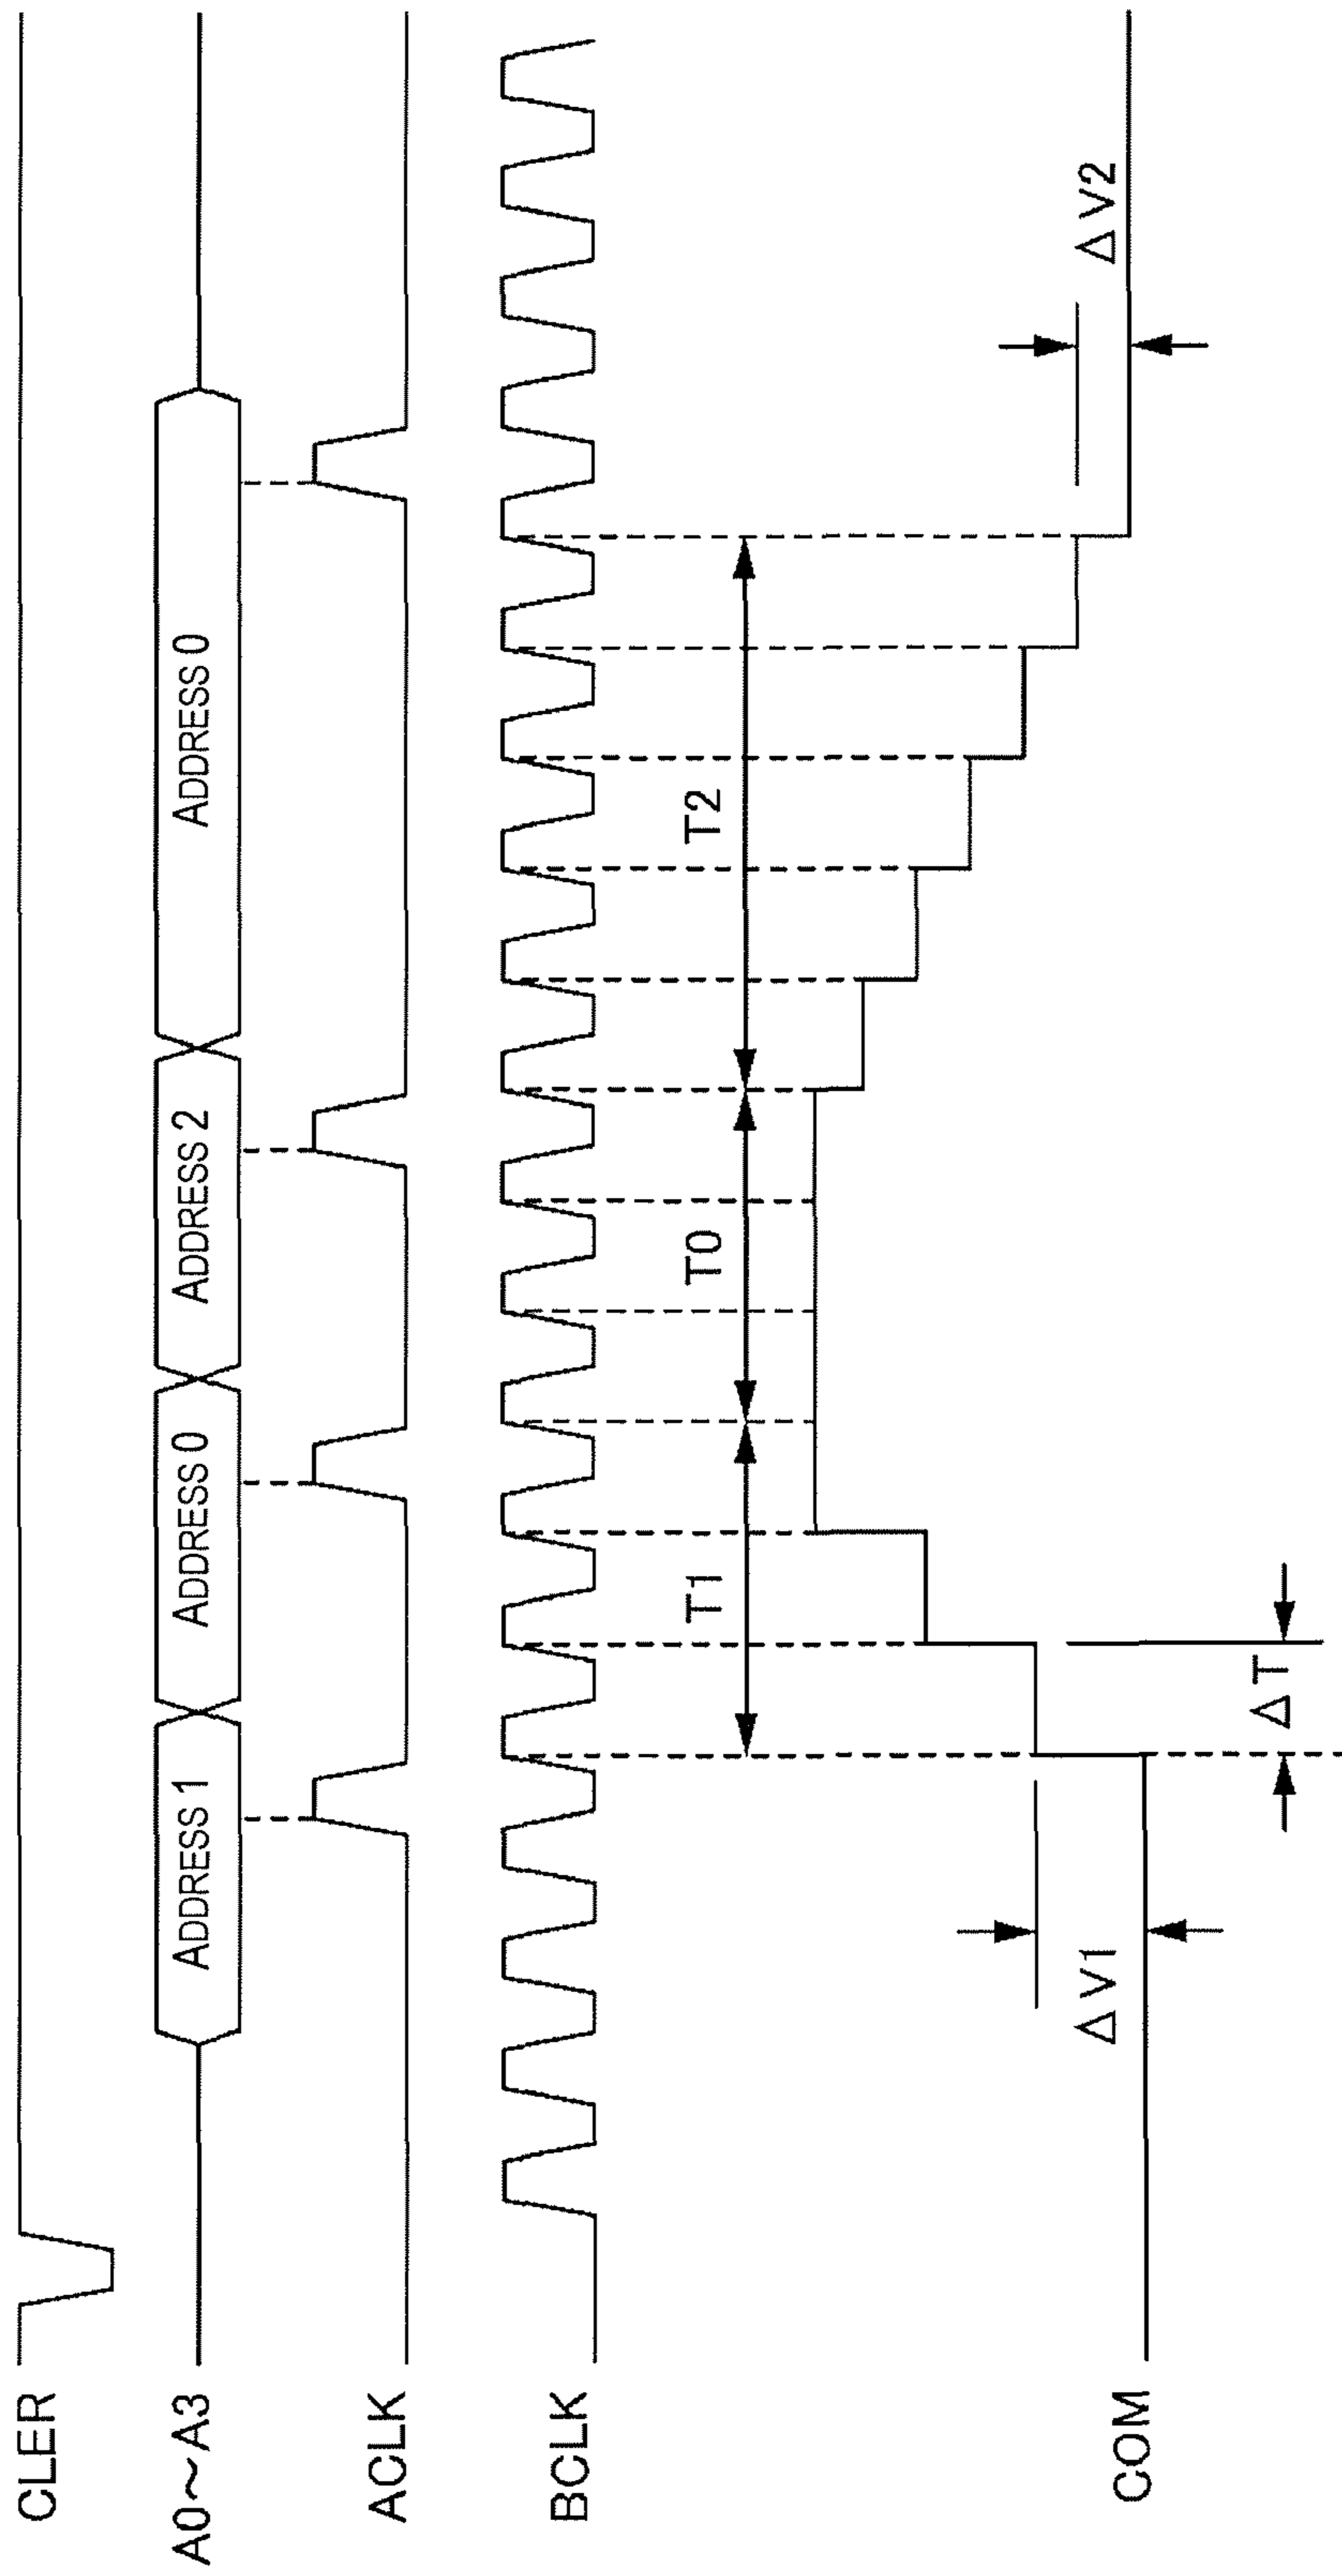 CLER
A0~A3
ADDRESS 1
ADDRESS 0
ADDRESS 2
ADDRESS 0
ACLK
BCLK
T1
T0
T2
COM
ΔV1
ΔT
ΔV2